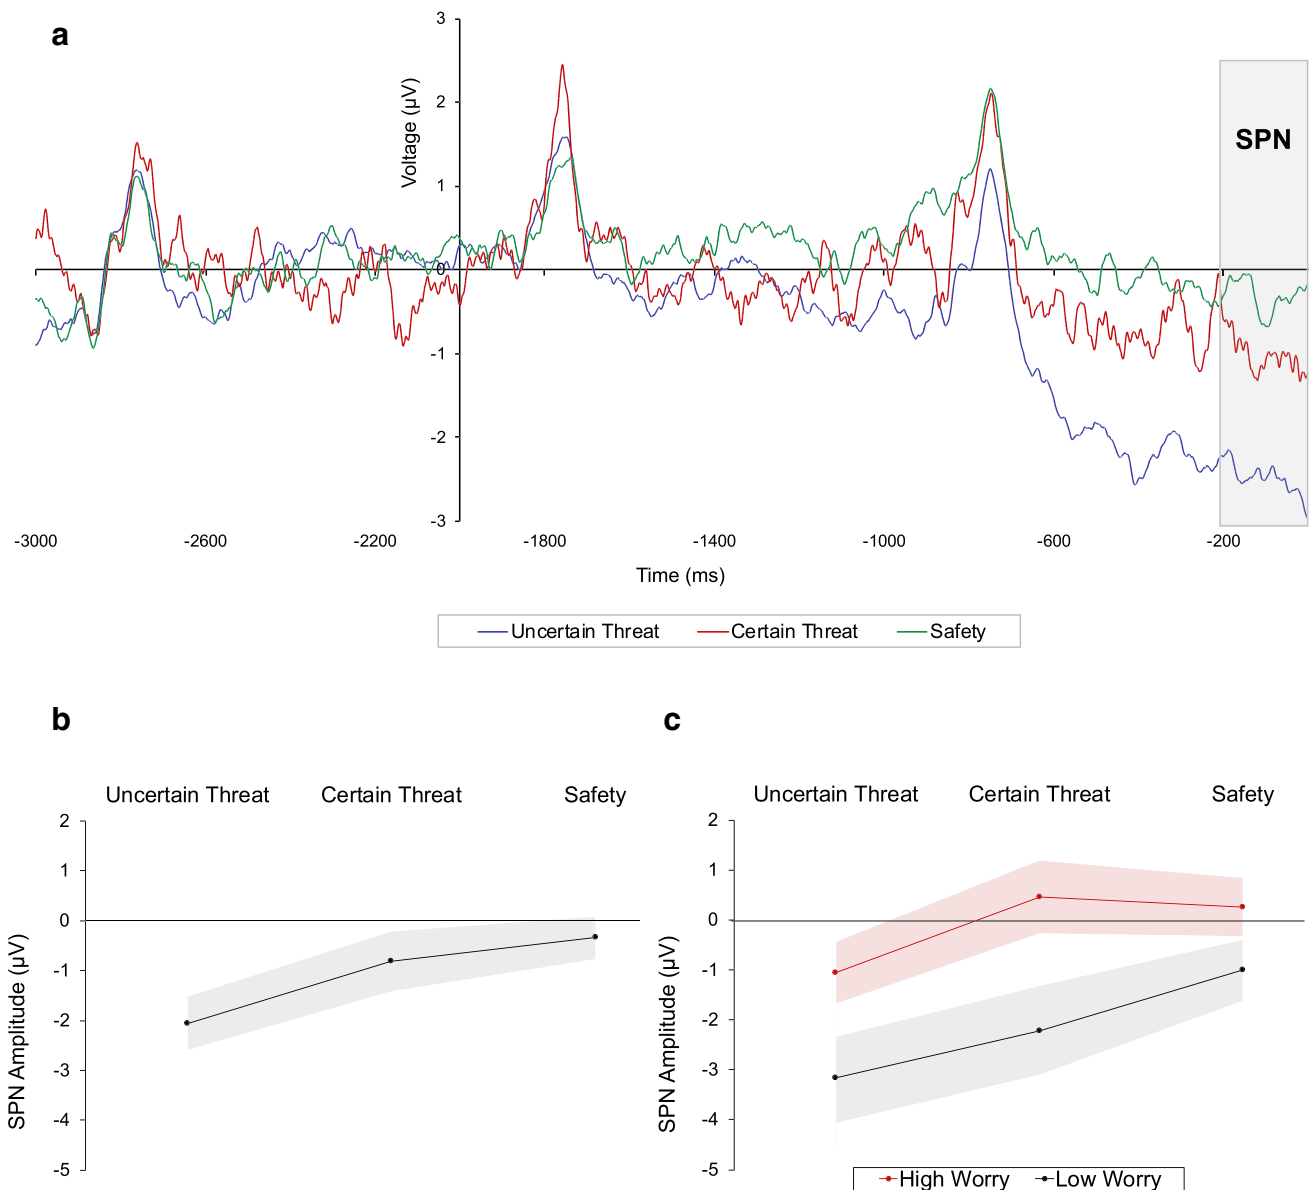 a
3
2
1
0
-1
-2
-3
Voltage (µV)
SPN
-3000 -2600 -2200 -1800 -1400 -1000 -600 -200
Time (ms)
Uncertain Threat Certain Threat Safety
b
Uncertain Threat Certain Threat Safety
2
1
0
-1
-2
-3
-4
-5
SPN Amplitude (µV)
c
Uncertain Threat Certain Threat Safety
2
1
0
-1
-2
-3
-4
-5
SPN Amplitude (µV)
High Worry Low Worry